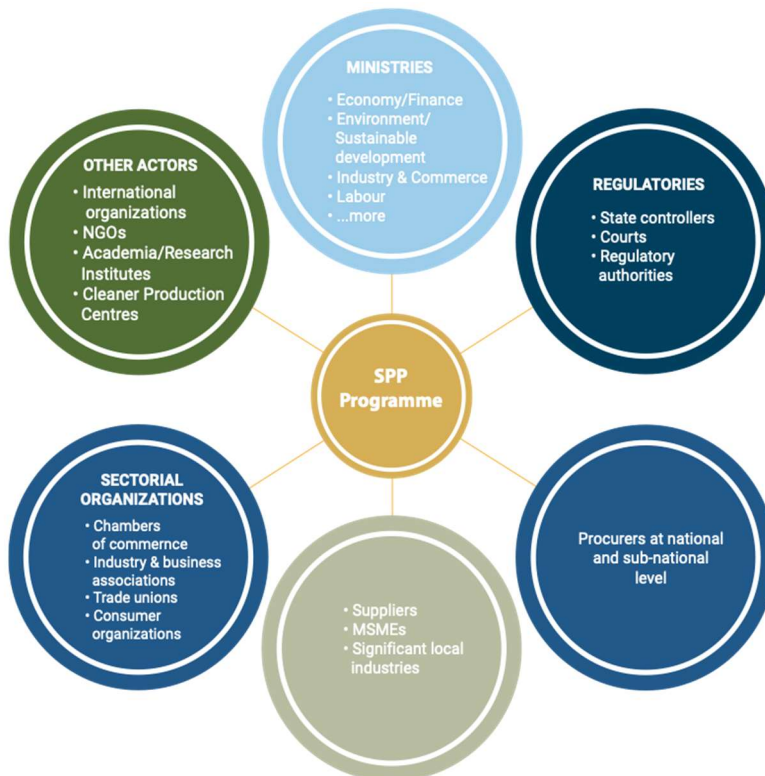 MINISTRIES
• Economy/Finance
• Environment/
Sustainable
development
• Industry & Commerce
• Labour
• ...more
OTHER ACTORS
• International
organizations
• NGOs
• Academia/Research
Institutes
• Cleaner Production
Centres
REGULATORIES
• State controllers
• Courts
• Regulatory
authorities
SPP
Programme
SECTORIAL
ORGANIZATIONS
• Chambers
of commernce
• Industry & business
associations
• Trade unions
• Consumer
organizations
• Suppliers
• MSMEs
• Significant local
industries
Procurers at national
and sub-national
level